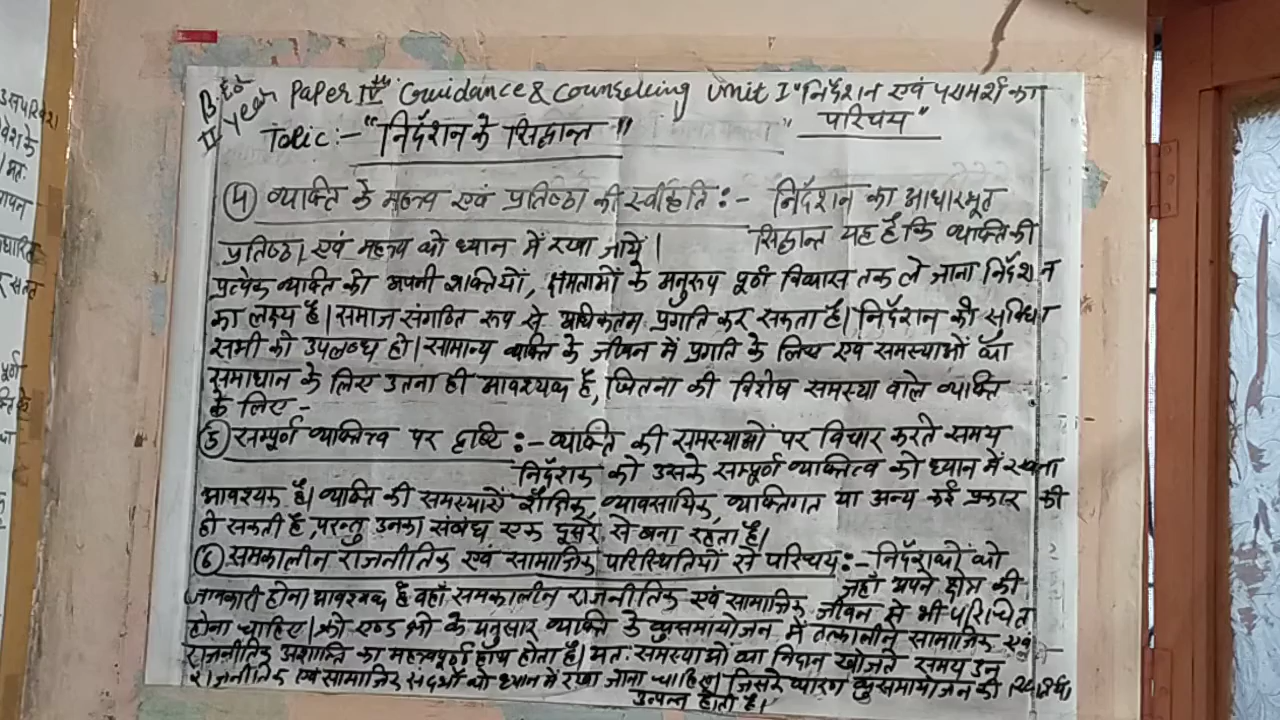 B.Ed II Year Paper IV Guidance & Counseling Unit I "निर्देशन एवं परामर्श का परिचय"
Topic :- "निर्देशन के सिद्धान्त"
④ व्यक्ति के महत्त्व एवं प्रतिष्ठा की स्वीकृति :- निर्देशन का आधारभूत
सिद्धान्त यह है कि व्यक्ति की
प्रतिष्ठा एवं महत्त्व को ध्यान में रखा जायें।
प्रत्येक व्यक्ति को अपनी शक्तियों, क्षमताओं के अनुरूप पूर्ण विकास तक ले जाना निर्देशन
का लक्ष्य है। समाज संगठित रूप से अधिकतम प्रगति कर सकता है। निर्देशन की सुविधा
सभी को उपलब्ध हो। सामान्य व्यक्ति के जीवन में प्रगति के लिए एवं समस्याओं का
समाधान के लिए उतना ही आवश्यक है, जितना की विशेष समस्या वाले व्यक्ति
के लिए -
⑤ सम्पूर्ण व्यक्तित्व पर दृष्टि :- व्यक्ति की समस्याओं पर विचार करते समय
निर्देशक को उसके सम्पूर्ण व्यक्तित्व को ध्यान में रखना
आवश्यक है। व्यक्ति की समस्यायें शैक्षिक, व्यावसायिक, व्यक्तिगत या अन्य कई प्रकार की
हो सकती है, परन्तु उनका संबंध एक दूसरे से बना रहता है।
⑥ समकालीन राजनीतिक एवं सामाजिक परिस्थितियों से परिचय :- निर्देशकों को
जहाँ अपने क्षेत्र की
जानकारी होना आवश्यक है वहाँ समकालीन राजनीतिक एवं सामाजिक जीवन से भी परिचित
होना चाहिए। क्रो एण्ड क्रो के अनुसार व्यक्ति के कुसमायोजन में तत्कालीन सामाजिक एवं
राजनीतिक अशान्ति का महत्वपूर्ण हाँथ होता है। अतः समस्याओं का निदान खोजते समय उन
राजनीतिक एवं सामाजिक संदर्भो को ध्यान में रखा जाना चाहिए। जिसके कारण कुसमायोजन की
उत्पन्न होती है।